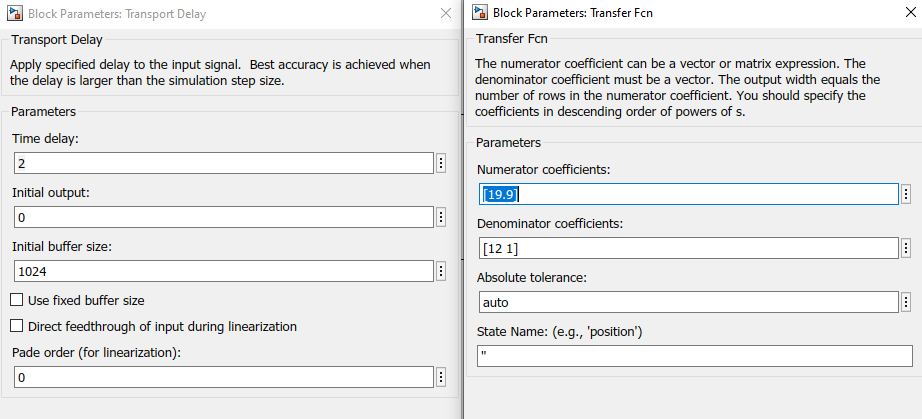 Block Parameters: Transport Delay
Transport Delay
Apply specified delay to the input signal.  Best accuracy is achieved when
the delay is larger than the simulation step size.
Parameters
Time delay:
2
Initial output:
0
Initial buffer size:
1024
Use fixed buffer size
Direct feedthrough of input during linearization
Pade order (for linearization):
0
Block Parameters: Transfer Fcn
Transfer Fcn
The numerator coefficient can be a vector or matrix expression. The
denominator coefficient must be a vector. The output width equals the
number of rows in the numerator coefficient. You should specify the
coefficients in descending order of powers of s.
Parameters
Numerator coefficients:
[19.9]
Denominator coefficients:
[12 1]
Absolute tolerance:
auto
State Name: (e.g., 'position')
''